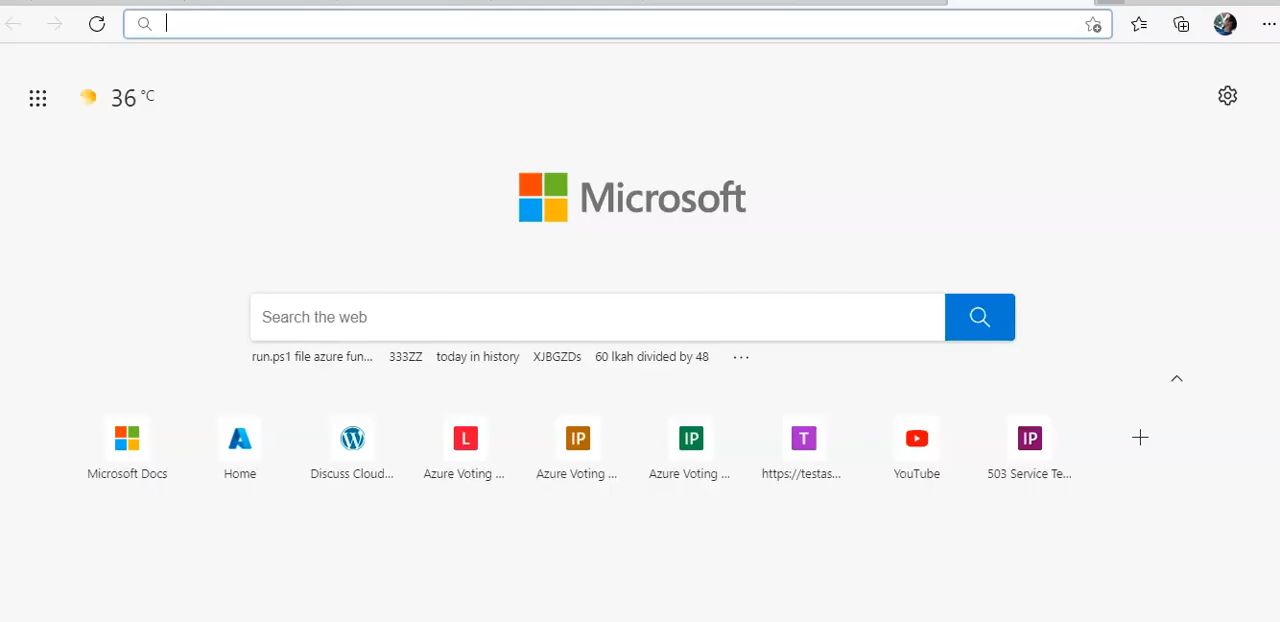 36 °C
Microsoft
Search the web
run.ps1 file azure fun... 333ZZ today in history XJBGZDs 60 lkah divided by 48 ...
L IP IP T IP
Microsoft Docs Home Discuss Cloud... Azure Voting ... Azure Voting ... Azure Voting ... https://testas... YouTube 503 Service Te...